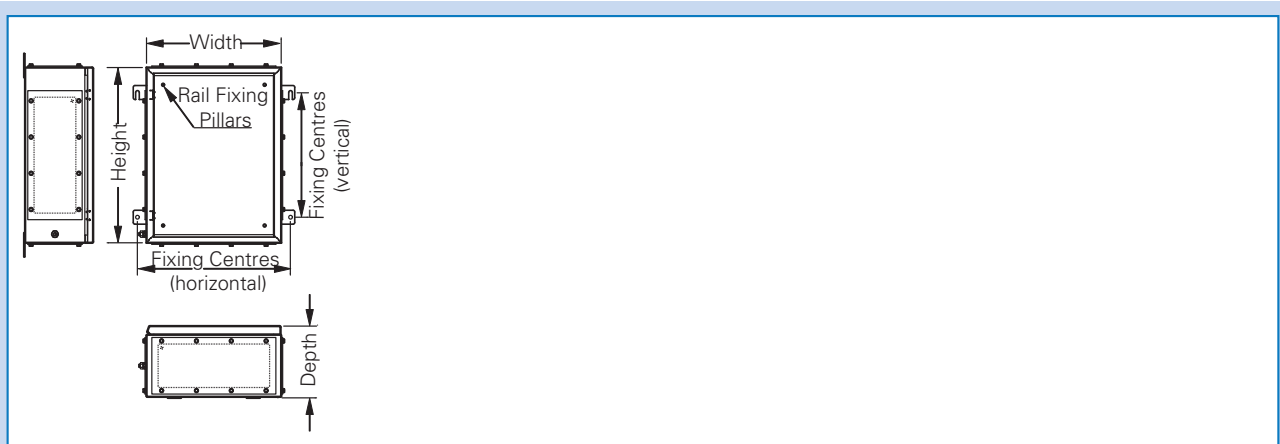 Width
Rail Fixing
Pillars
Height
Fixing Centres
(vertical)
Fixing Centres
(horizontal)
Depth